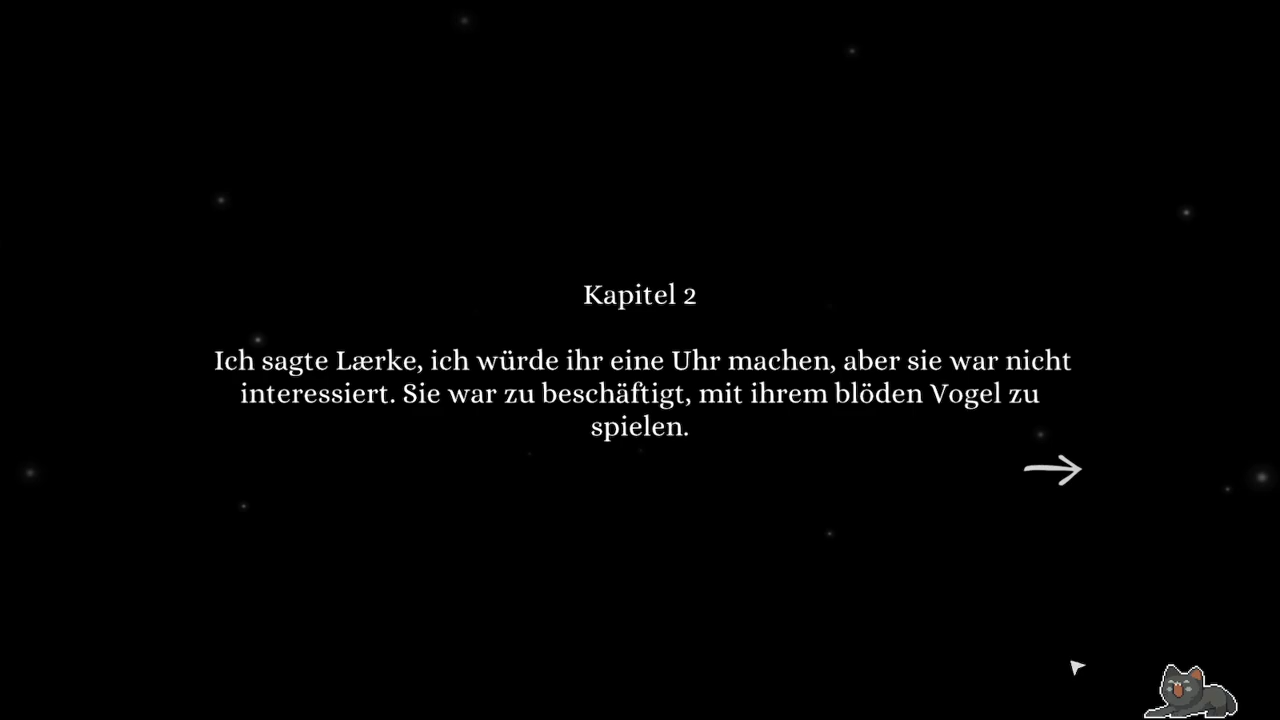 Kapitel 2
Ich sagte Lærke, ich würde ihr eine Uhr machen, aber sie war nicht
interessiert. Sie war zu beschäftigt, mit ihrem blöden Vogel zu
spielen.